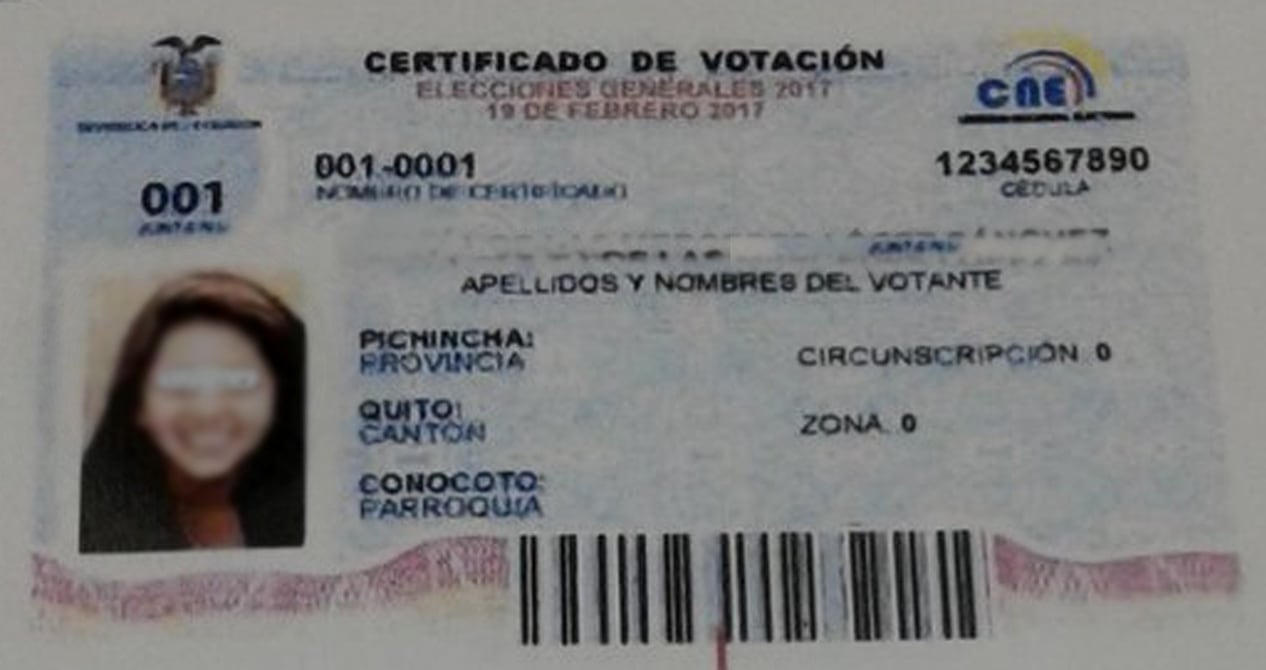 CERTIFICADO DE VOTACIÓN
ELECCIONES GENERALES 2017
19 DE FEBRERO 2017
CNE
001
001-0001
NÚMERO DE CERTIFICADO
1234567890
CÉDULA
APELLIDOS Y NOMBRES DEL VOTANTE
PICHINCHA:
PROVINCIA
CIRCUNSCRIPCIÓN 0
QUITO:
CANTÓN
ZONA. 0
CONOCOTO:
PARROQUIA